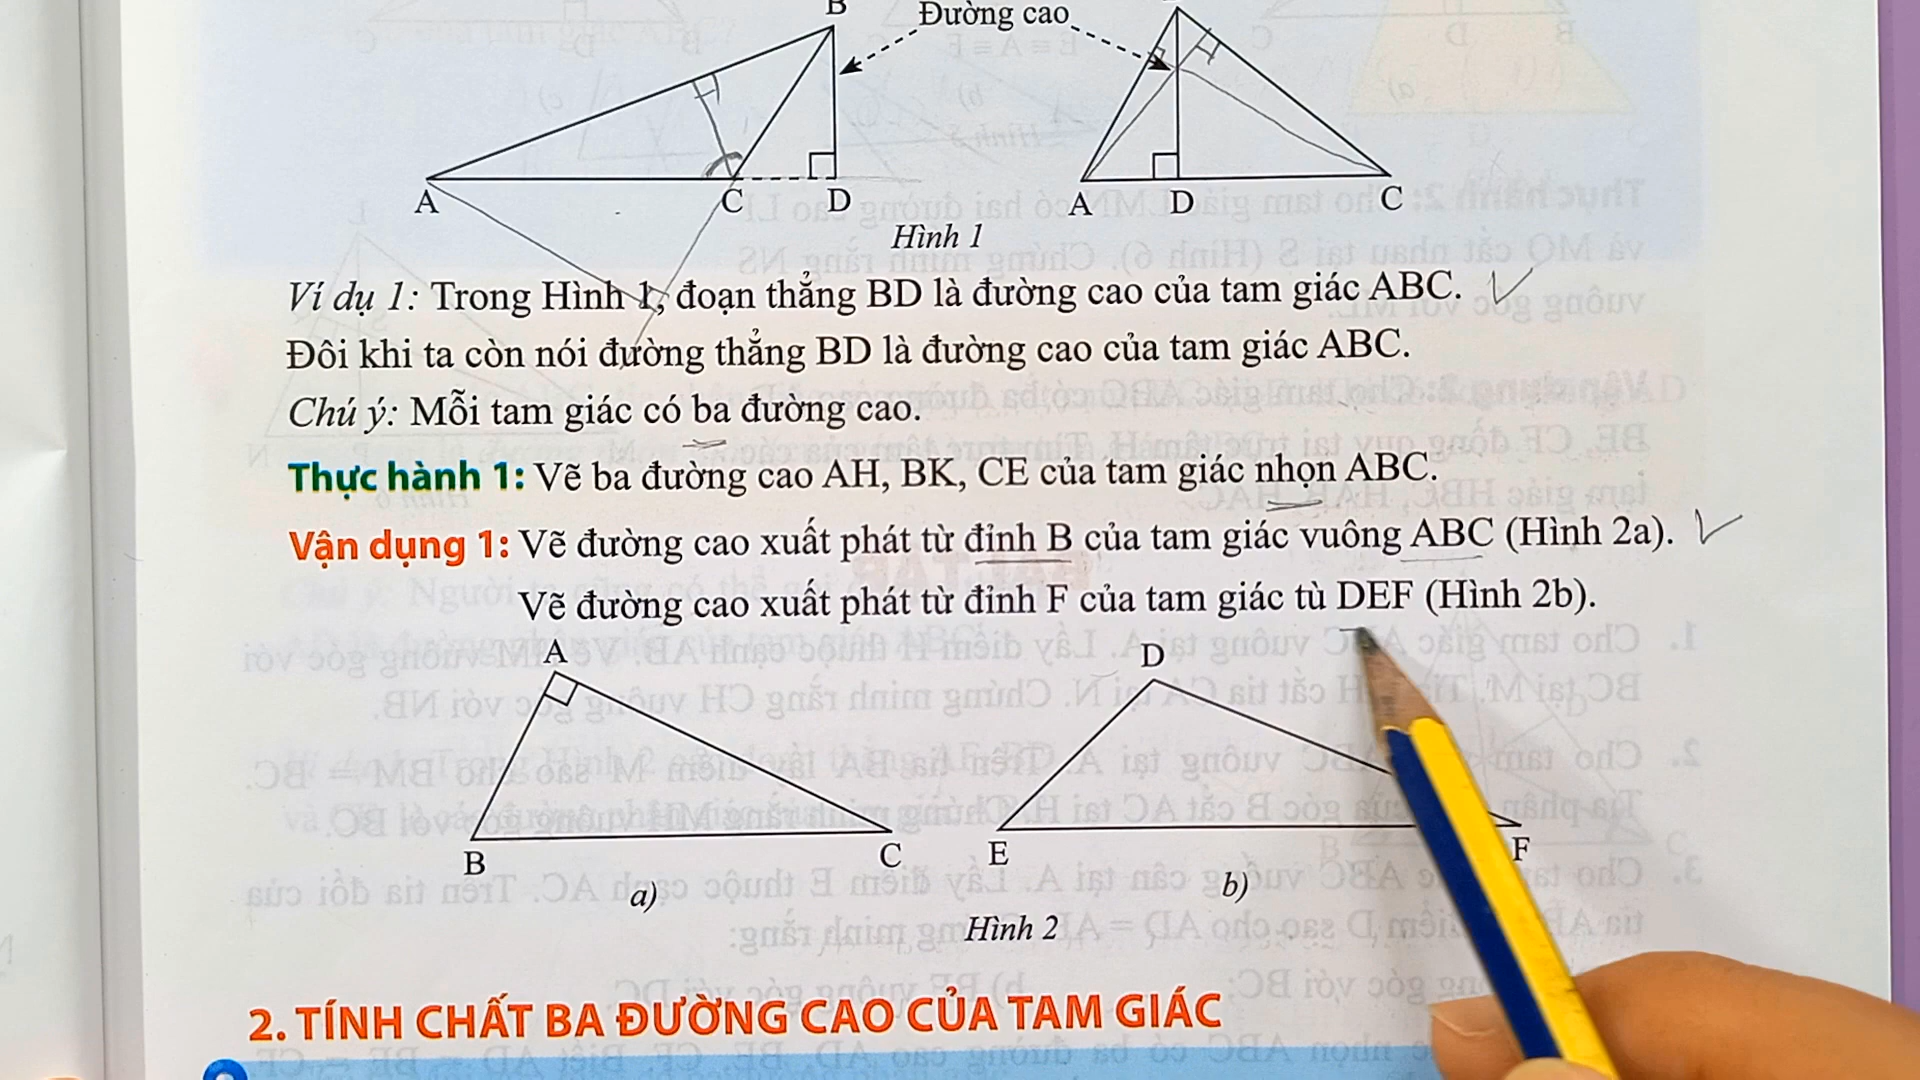 B
Đường cao
A
C
D
A
D
C
Hình 1
Ví dụ 1: Trong Hình 1, đoạn thẳng BD là đường cao của tam giác ABC.
Đôi khi ta còn nói đường thẳng BD là đường cao của tam giác ABC.
Chú ý: Mỗi tam giác có ba đường cao.
Thực hành 1: Vẽ ba đường cao AH, BK, CE của tam giác nhọn ABC.
Vận dụng 1: Vẽ đường cao xuất phát từ đỉnh B của tam giác vuông ABC (Hình 2a).
Vẽ đường cao xuất phát từ đỉnh F của tam giác tù DEF (Hình 2b).
A
B
C
a)
D
E
F
b)
Hình 2
2. TÍNH CHẤT BA ĐƯỜNG CAO CỦA TAM GIÁC